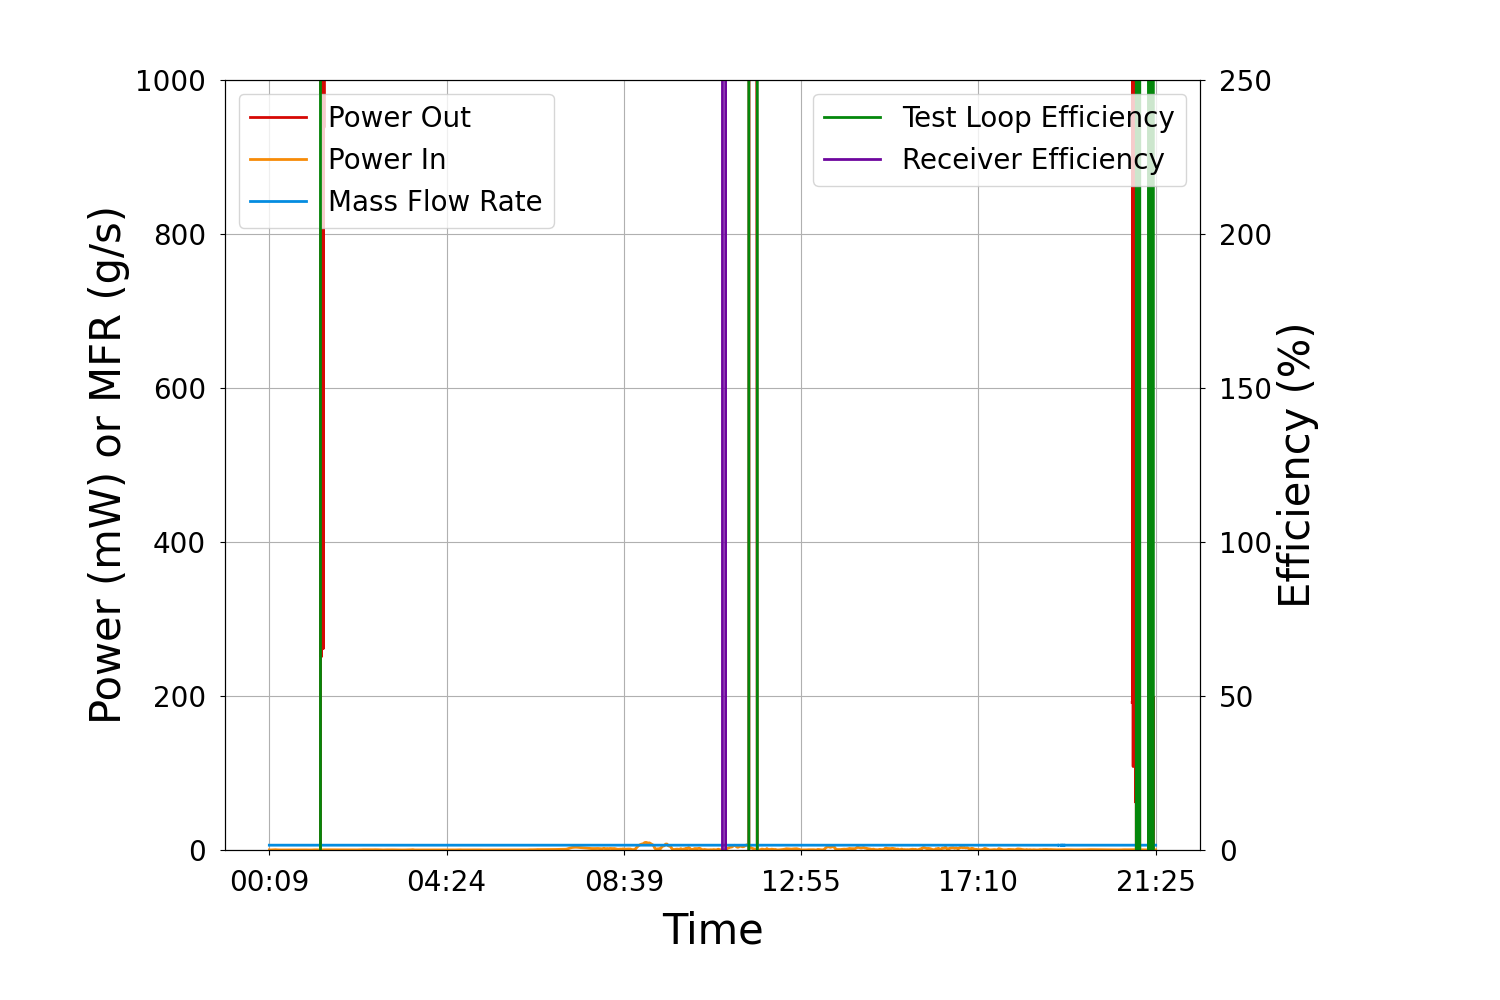 1000
800
600
400
200
0
Power (mW) or MFR (g/s)
Power Out
Power In
Mass Flow Rate
Test Loop Efficiency
Receiver Efficiency
250
200
150
100
50
0
Efficiency (%)
00:09 04:24 08:39 12:55 17:10 21:25
Time